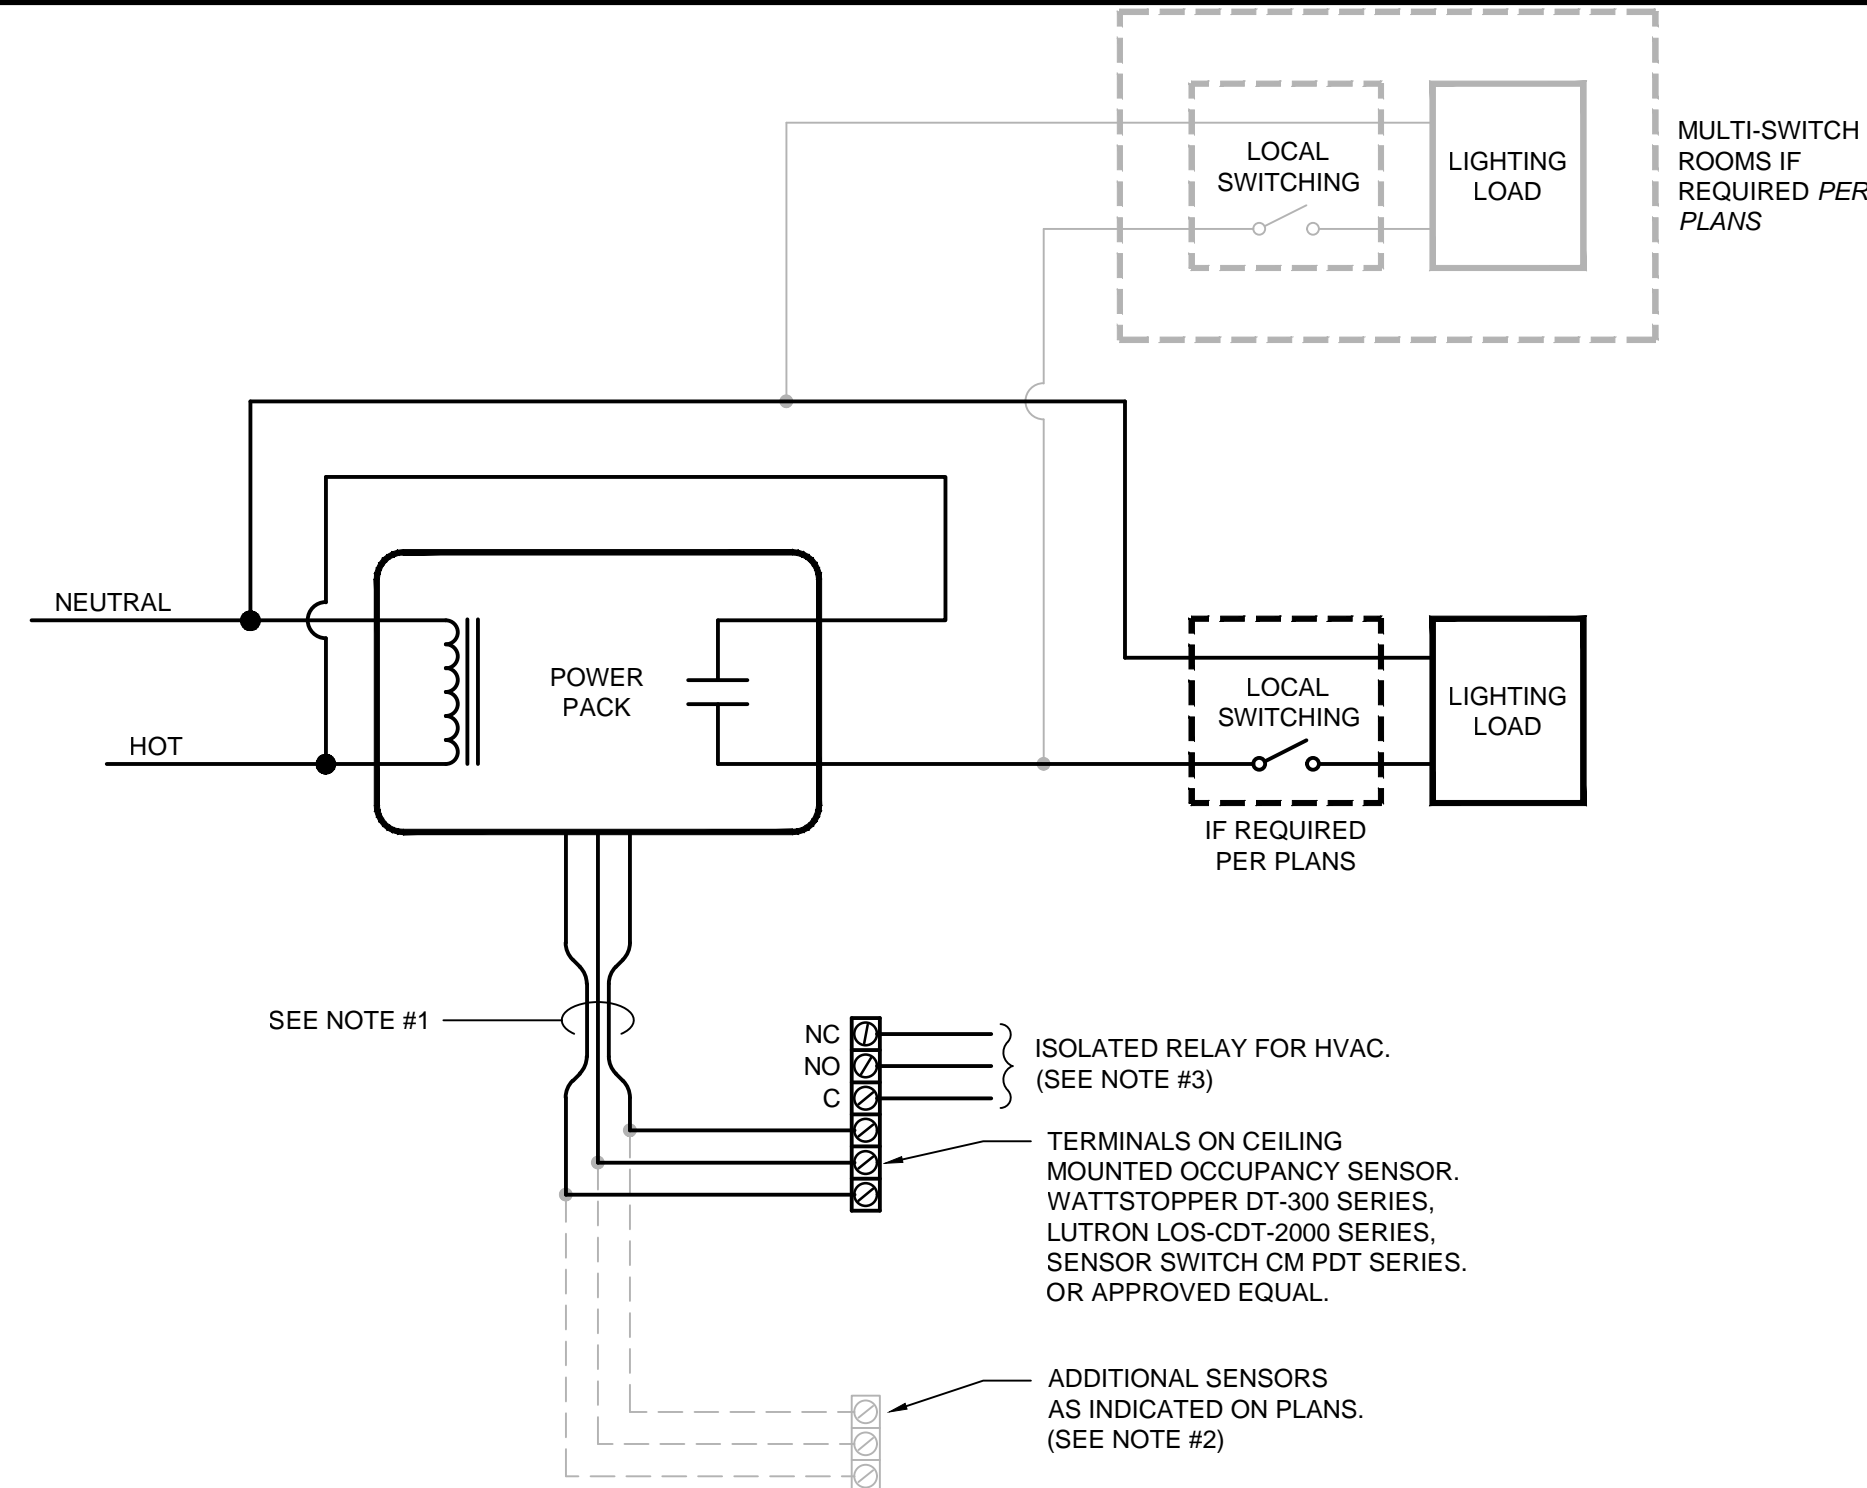 LOCAL
SWITCHING
LIGHTING
LOAD
MULTI-SWITCH
ROOMS IF
REQUIRED PER
PLANS
NEUTRAL
HOT
POWER
PACK
LOCAL
SWITCHING
LIGHTING
LOAD
IF REQUIRED
PER PLANS
SEE NOTE #1
NC
NO
C
ISOLATED RELAY FOR HVAC.
(SEE NOTE #3)
TERMINALS ON CEILING
MOUNTED OCCUPANCY SENSOR.
WATTSTOPPER DT-300 SERIES,
LUTRON LOS-CDT-2000 SERIES,
SENSOR SWITCH CM PDT SERIES.
OR APPROVED EQUAL.
ADDITIONAL SENSORS
AS INDICATED ON PLANS.
(SEE NOTE #2)